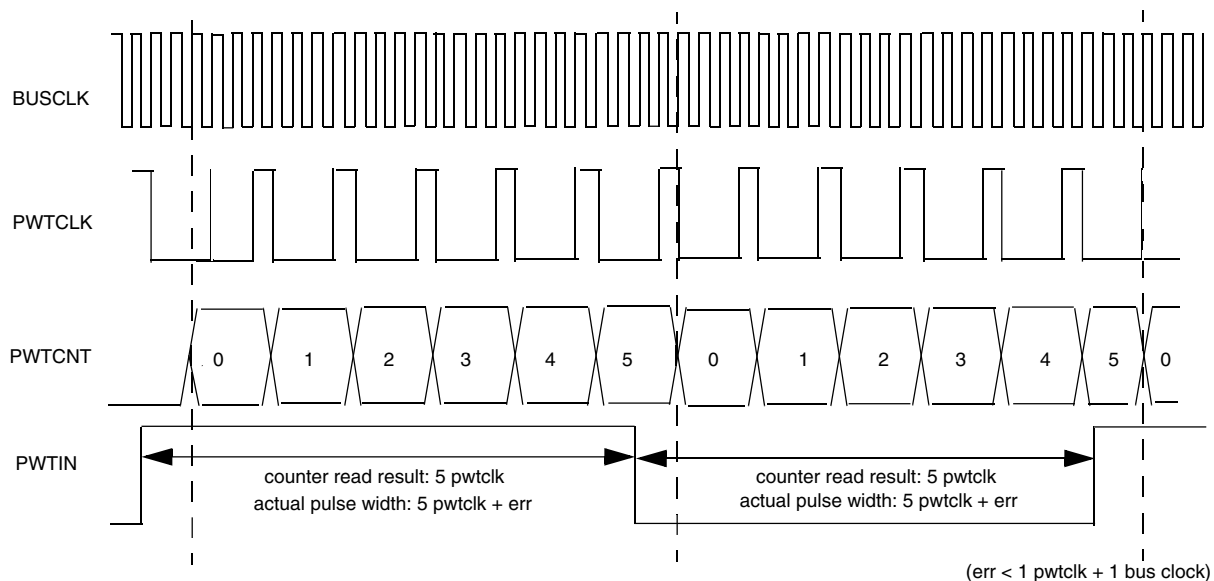 BUSCLK
PWTCLK
PWTCNT
0 1 2 3 4 5 0 1 2 3 4 5 0
PWTIN
counter read result: 5 pwtclk
actual pulse width: 5 pwtclk + err
counter read result: 5 pwtclk
actual pulse width: 5 pwtclk + err
(err < 1 pwtclk + 1 bus clock)